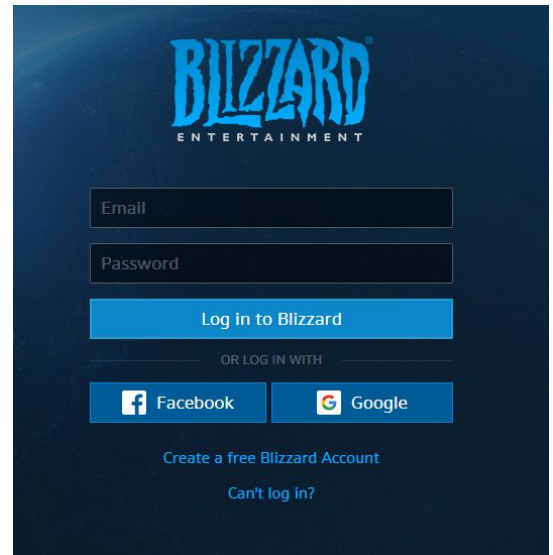 BLIZZARD®
ENTERTAINMENT
Email
Password
Log in to Blizzard
OR LOG IN WITH
Facebook
Google
Create a free Blizzard Account
Can't log in?